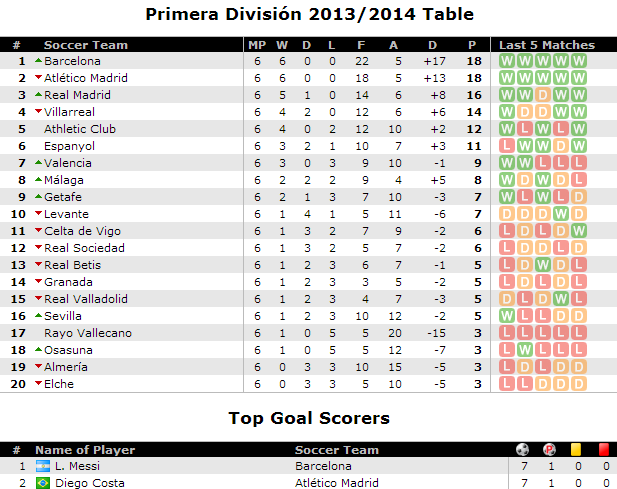 Primera División 2013/2014 Table
# Soccer Team MP W D L F A D P Last 5 Matches
1 Barcelona 6 6 0 0 22 5 +17 18 W W W W W
2 Atlético Madrid 6 6 0 0 18 5 +13 18 W W W W W
3 Real Madrid 6 5 1 0 14 6 +8 16 W W D W W
4 Villarreal 6 4 2 0 12 6 +6 14 W D D W W
5 Athletic Club 6 4 0 2 12 10 +2 12 W L W L W
6 Espanyol 6 3 2 1 10 7 +3 11 L W W D W
7 Valencia 6 3 0 3 9 10 -1 9 W W L L L
8 Málaga 6 2 2 2 9 4 +5 8 W D W D L
9 Getafe 6 2 1 3 7 10 -3 7 W L W L D
10 Levante 6 1 4 1 5 11 -6 7 D D D W D
11 Celta de Vigo 6 1 3 2 7 9 -2 6 L D L D W
12 Real Sociedad 6 1 3 2 5 7 -2 6 L D D L D
13 Real Betis 6 1 2 3 6 7 -1 5 L D W D L
14 Granada 6 1 2 3 3 5 -2 5 L D L D L
15 Real Valladolid 6 1 2 3 4 7 -3 5 D L D W L
16 Sevilla 6 1 2 3 10 12 -2 5 W L L D D
17 Rayo Vallecano 6 1 0 5 5 20 -15 3 L L L L L
18 Osasuna 6 1 0 5 5 12 -7 3 L W L L L
19 Almería 6 0 3 3 10 15 -5 3 L D L D D
20 Elche 6 0 3 3 5 10 -5 3 L L D D D
Top Goal Scorers
# Name of Player Soccer Team
1 L. Messi Barcelona 7 1 0 0
2 Diego Costa Atlético Madrid 7 1 0 0